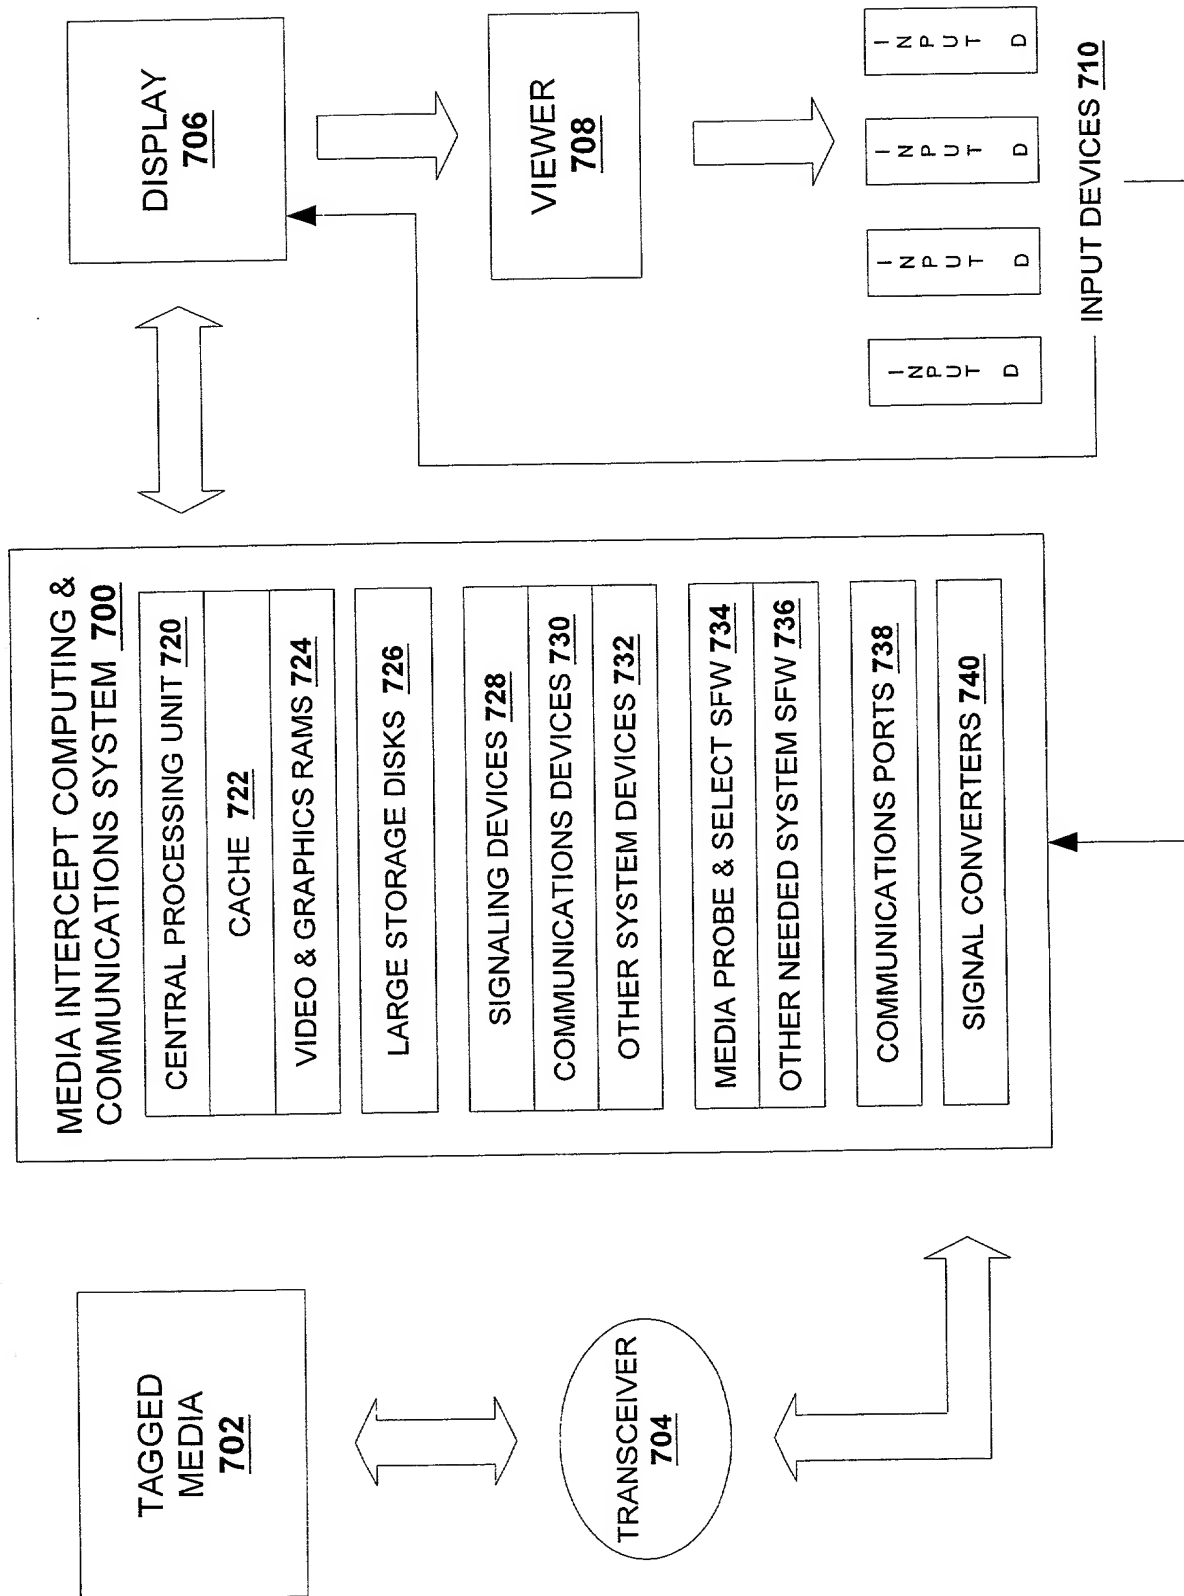 TAGGED
MEDIA
702
TRANSCEIVER
704
MEDIA INTERCEPT COMPUTING &
COMMUNICATIONS SYSTEM 700
CENTRAL PROCESSING UNIT 720
CACHE 722
VIDEO & GRAPHICS RAMS 724
LARGE STORAGE DISKS 726
SIGNALING DEVICES 728
COMMUNICATIONS DEVICES 730
OTHER SYSTEM DEVICES 732
MEDIA PROBE & SELECT SFW 734
OTHER NEEDED SYSTEM SFW 736
COMMUNICATIONS PORTS 738
SIGNAL CONVERTERS 740
DISPLAY
706
VIEWER
708
I
N
P
U
T
D
I
N
P
U
T
D
I
N
P
U
T
D
I
N
P
U
T
D
INPUT DEVICES 710